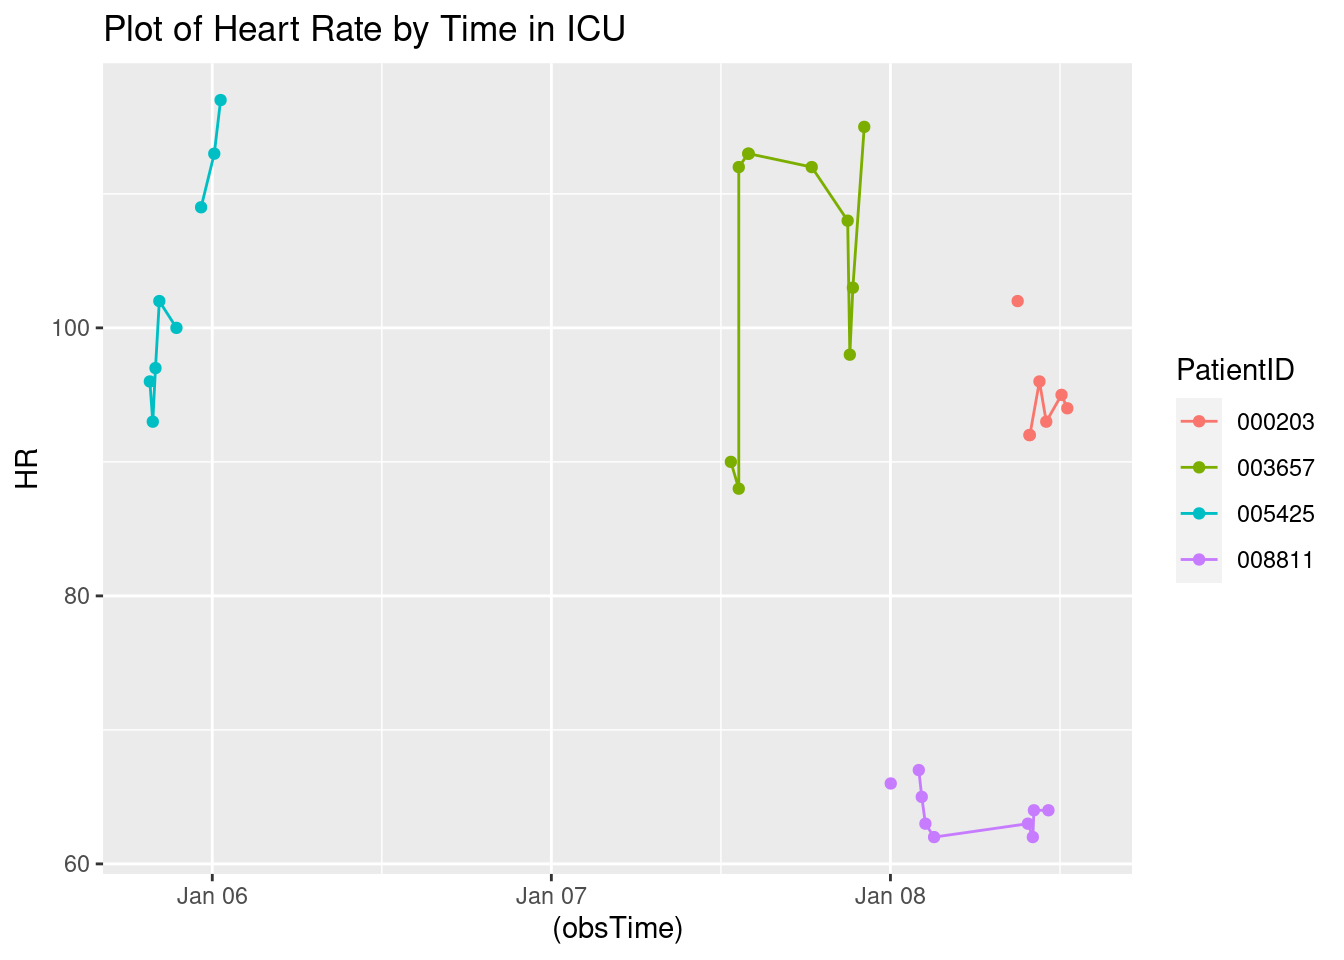 Plot of Heart Rate by Time in ICU
HR
100
80
60
Jan 06
Jan 07
Jan 08
(obsTime)
PatientID
000203
003657
005425
008811